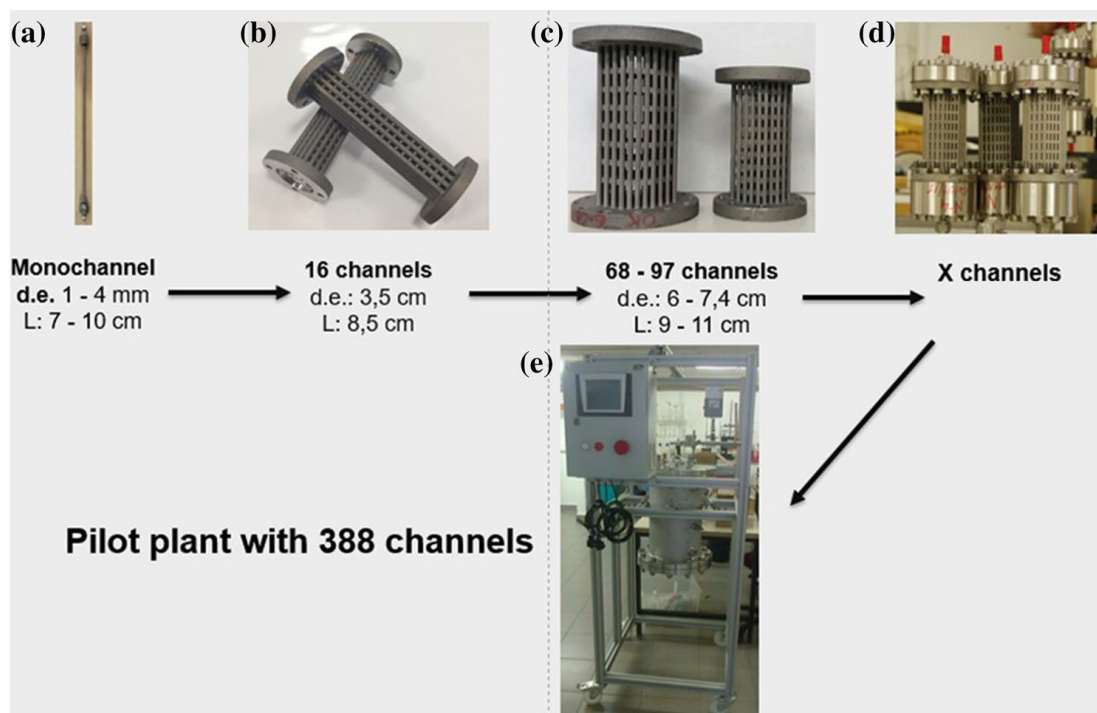 (a)
(b)
(c)
(d)
Monochannel
d.e. 1 - 4 mm
L: 7 - 10 cm
16 channels
d.e.: 3,5 cm
L: 8,5 cm
68 - 97 channels
d.e.: 6 - 7,4 cm
L: 9 - 11 cm
X channels
(e)
Pilot plant with 388 channels